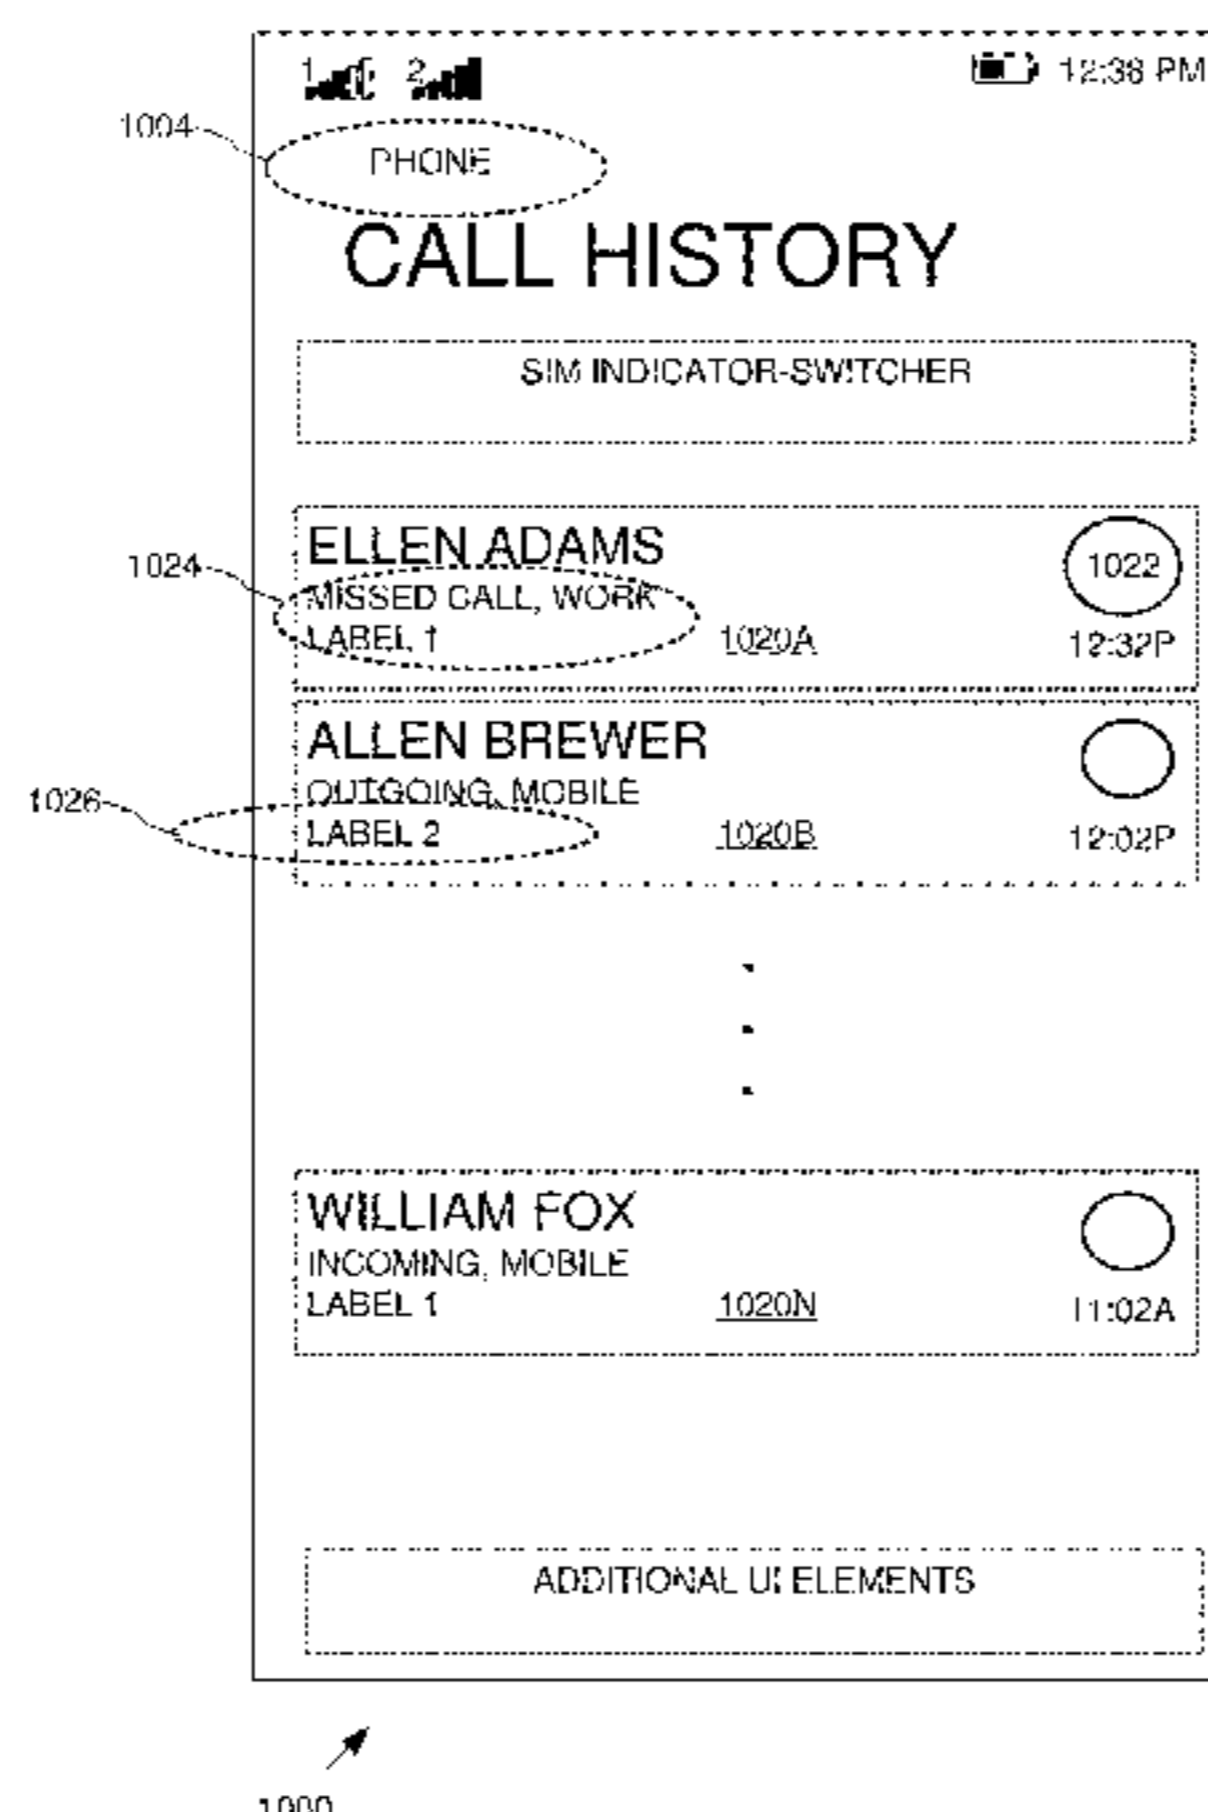 1 2 12:38 PM
1004
PHONE
CALL HISTORY
SIM INDICATOR-SWITCHER
ELLEN ADAMS
1022
1024
MISSED CALL, WORK
LABEL 1 1020A 12:32P
ALLEN BREWER
OUTGOING, MOBILE
1026
LABEL 2 1020B 12:02P
WILLIAM FOX
INCOMING, MOBILE
LABEL 1 1020N 11:02A
ADDITIONAL UI ELEMENTS